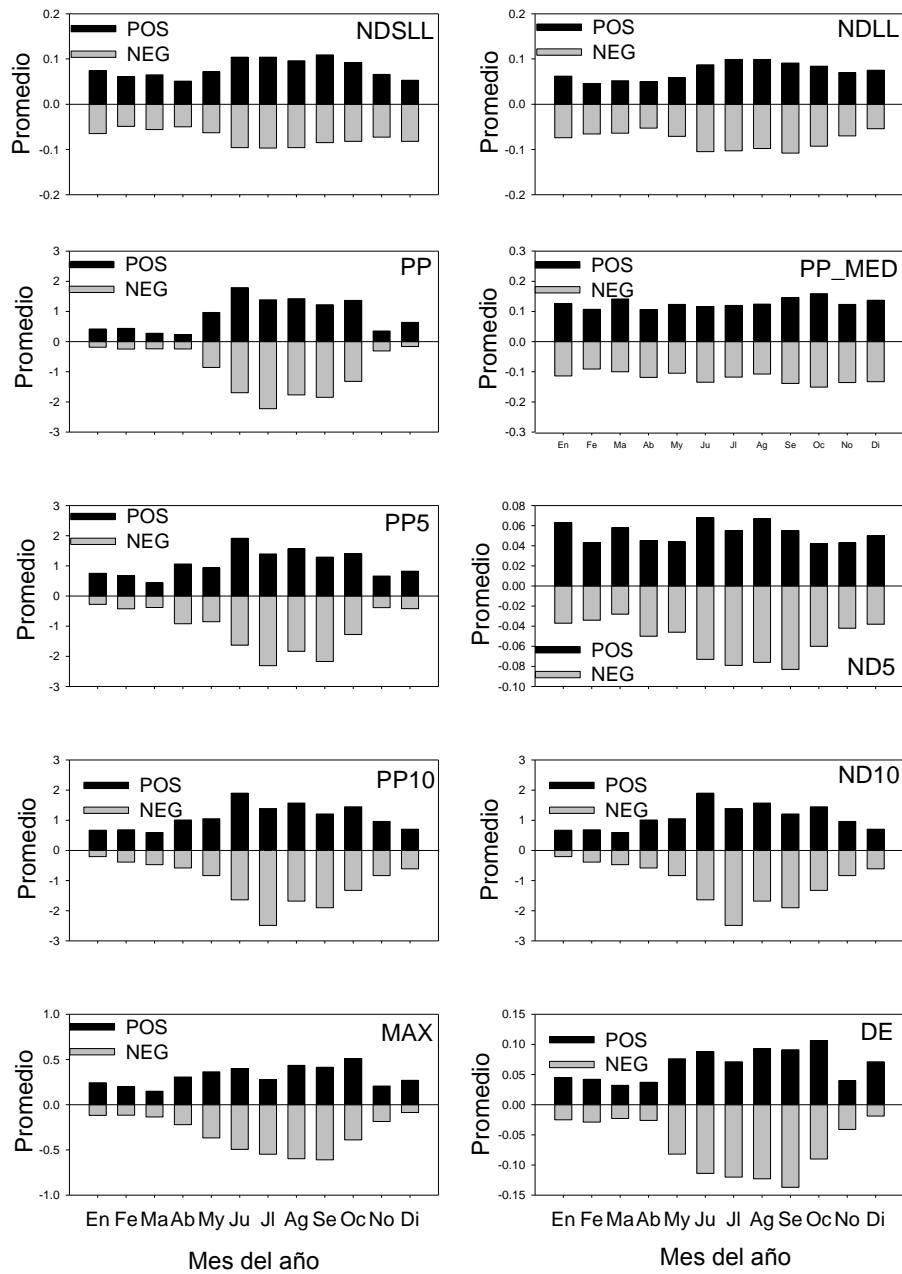 NDSLL
POS
NEG
0.2
0.1
0.0
-0.1
-0.2
Promedio
NDLL
POS
NEG
0.2
0.1
0.0
-0.1
-0.2
Promedio
PP
POS
NEG
3
2
1
0
-1
-2
-3
Promedio
PP_MED
POS
NEG
0.3
0.2
0.1
0.0
-0.1
-0.2
-0.3
Promedio
En Fe Ma Ab My Ju Jl Ag Se Oc No Di
PP5
POS
NEG
3
2
1
0
-1
-2
-3
Promedio
0.08
0.06
0.04
0.02
0.00
-0.02
-0.04
-0.06
-0.08
-0.10
POS
NEG
ND5
PP10
POS
NEG
3
2
1
0
-1
-2
-3
Promedio
ND10
POS
NEG
3
2
1
0
-1
-2
-3
Promedio
MAX
POS
NEG
1.0
0.5
0.0
-0.5
-1.0
Promedio
En Fe Ma Ab My Ju Jl Ag Se Oc No Di
Mes del año
DE
POS
NEG
0.15
0.10
0.05
0.00
-0.05
-0.10
-0.15
Promedio
En Fe Ma Ab My Ju Jl Ag Se Oc No Di
Mes del año